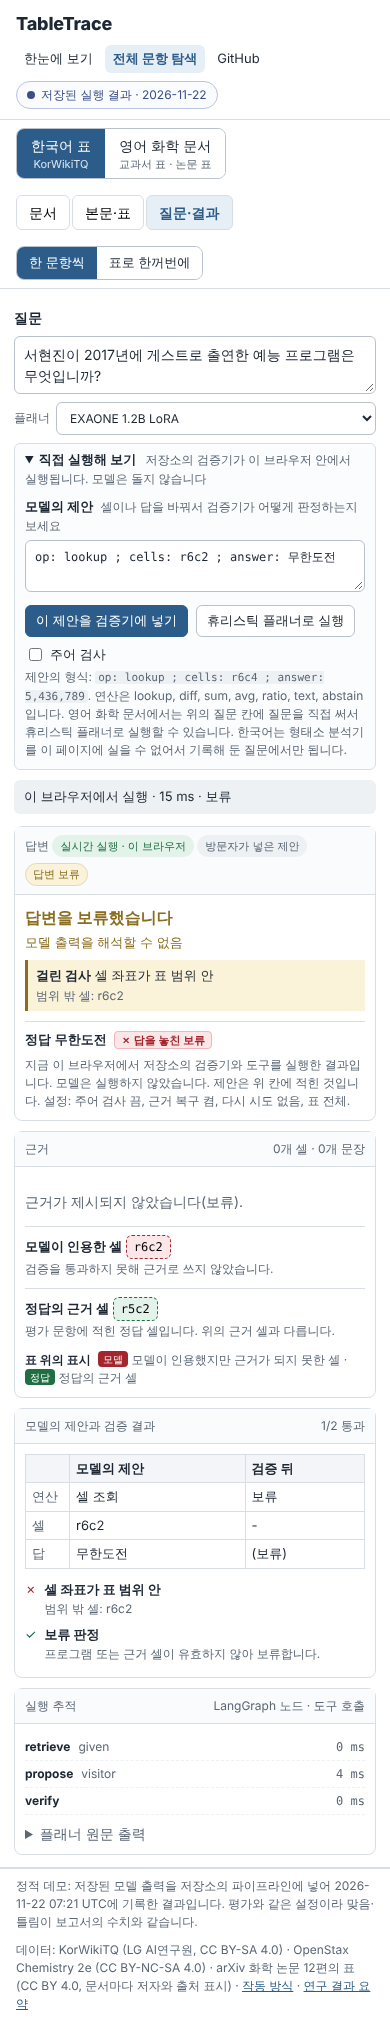 TableTrace
한눈에 보기 전체 문항 탐색 GitHub
저장된 실행 결과 · 2026-11-22
한국어 표 영어 화학 문서
KorWikiTQ 교과서 표 · 논문 표
문서 본문·표 질문·결과
한 문항씩 표로 한꺼번에
질문
서현진이 2017년에 게스트로 출연한 예능 프로그램은
무엇입니까?
플래너 EXAONE 1.2B LoRA
▼ 직접 실행해 보기 저장소의 검증기가 이 브라우저 안에서
실행됩니다. 모델은 돌지 않습니다
모델의 제안 셀이나 답을 바꿔서 검증기가 어떻게 판정하는지
보세요
op: lookup ; cells: r6c2 ; answer: 무한도전
이 제안을 검증기에 넣기 휴리스틱 플래너로 실행
주어 검사
제안의 형식: op: lookup ; cells: r6c4 ; answer:
5,436,789. 연산은 lookup, diff, sum, avg, ratio, text, abstain
입니다. 영어 화학 문서에서는 위의 질문 칸에 질문을 직접 써서
휴리스틱 플래너로 실행할 수 있습니다. 한국어는 형태소 분석기
를 이 페이지에 실을 수 없어서 기록해 둔 질문에서만 됩니다.
이 브라우저에서 실행 · 15 ms · 보류
답변 실시간 실행 · 이 브라우저 방문자가 넣은 제안
답변 보류
답변을 보류했습니다
모델 출력을 해석할 수 없음
걸린 검사 셀 좌표가 표 범위 안
범위 밖 셀: r6c2
정답 무한도전 × 답을 놓친 보류
지금 이 브라우저에서 저장소의 검증기와 도구를 실행한 결과입
니다. 모델은 실행하지 않았습니다. 제안은 위 칸에 적힌 것입니
다. 설정: 주어 검사 끔, 근거 복구 켬, 다시 시도 없음, 표 전체.
근거 0개 셀 · 0개 문장
근거가 제시되지 않았습니다(보류).
모델이 인용한 셀 r6c2
검증을 통과하지 못해 근거로 쓰지 않았습니다.
정답의 근거 셀 r5c2
평가 문항에 적힌 정답 셀입니다. 위의 근거 셀과 다릅니다.
표 위의 표시 모델 모델이 인용했지만 근거가 되지 못한 셀 ·
정답 정답의 근거 셀
모델의 제안과 검증 결과 1/2 통과
모델의 제안 검증 뒤
연산 셀 조회 보류
셀 r6c2 -
답 무한도전 (보류)
× 셀 좌표가 표 범위 안
범위 밖 셀: r6c2
✓ 보류 판정
프로그램 또는 근거 셀이 유효하지 않아 보류합니다.
실행 추적 LangGraph 노드 · 도구 호출
retrieve given 0 ms
propose visitor 4 ms
verify 0 ms
▶ 플래너 원문 출력
정적 데모: 저장된 모델 출력을 저장소의 파이프라인에 넣어 2026-
11-22 07:21 UTC에 기록한 결과입니다. 평가와 같은 설정이라 맞음·
틀림이 보고서의 수치와 같습니다.
데이터: KorWikiTQ (LG AI연구원, CC BY-SA 4.0) · OpenStax
Chemistry 2e (CC BY-NC-SA 4.0) · arXiv 화학 논문 12편의 표
(CC BY 4.0, 문서마다 저자와 출처 표시) · 작동 방식 · 연구 결과 요
약